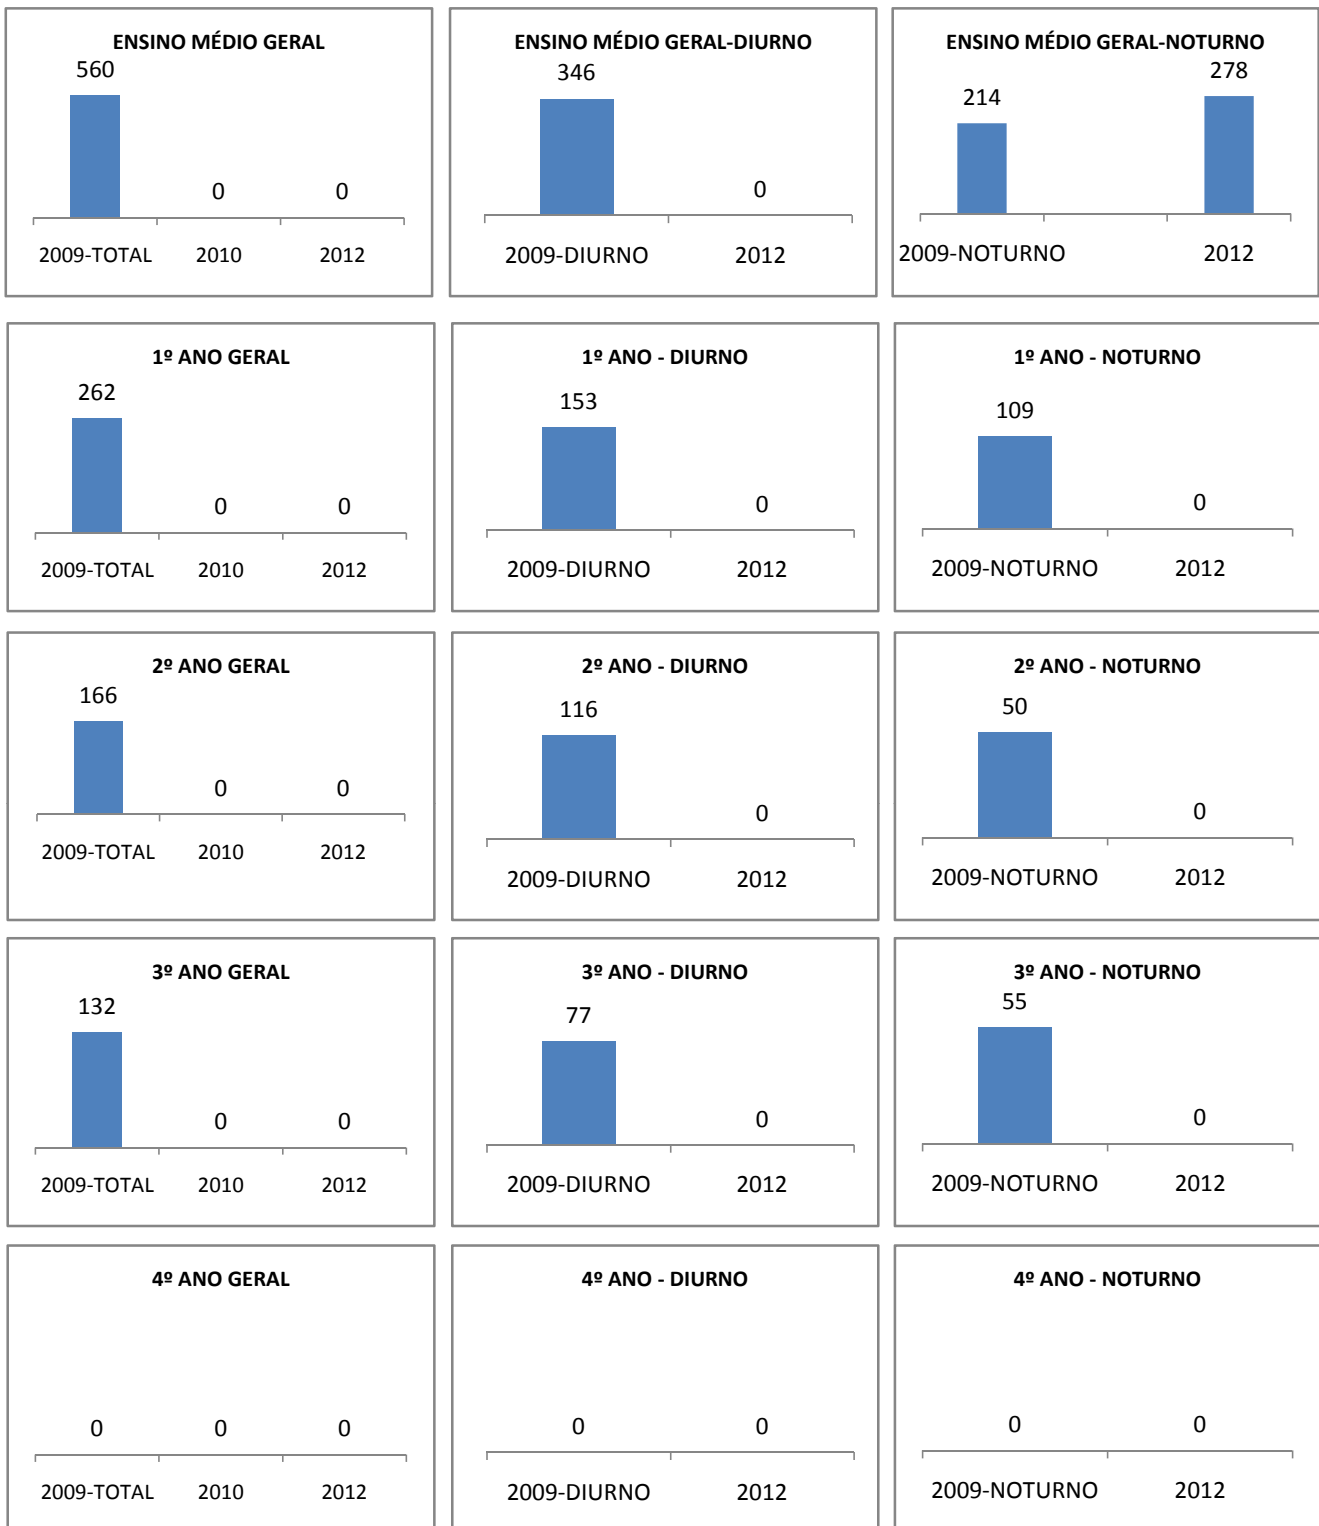 ENSINO MÉDIO GERAL
560
0
0
2009-TOTAL 2010 2012
ENSINO MÉDIO GERAL-DIURNO
346
0
2009-DIURNO 2012
ENSINO MÉDIO GERAL-NOTURNO
278
214
2009-NOTURNO 2012
1º ANO GERAL
262
0 0
2009-TOTAL 2010 2012
1º ANO - DIURNO
153
0
2009-DIURNO 2012
1º ANO - NOTURNO
109
0
2009-NOTURNO 2012
2º ANO GERAL
166
0 0
2009-TOTAL 2010 2012
2º ANO - DIURNO
116
0
2009-DIURNO 2012
2º ANO - NOTURNO
50
0
2009-NOTURNO 2012
3º ANO GERAL
132
0 0
2009-TOTAL 2010 2012
3º ANO - DIURNO
77
0
2009-DIURNO 2012
3º ANO - NOTURNO
55
0
2009-NOTURNO 2012
4º ANO GERAL
0 0 0
2009-TOTAL 2010 2012
4º ANO - DIURNO
0 0
2009-DIURNO 2012
4º ANO - NOTURNO
0 0
2009-NOTURNO 2012